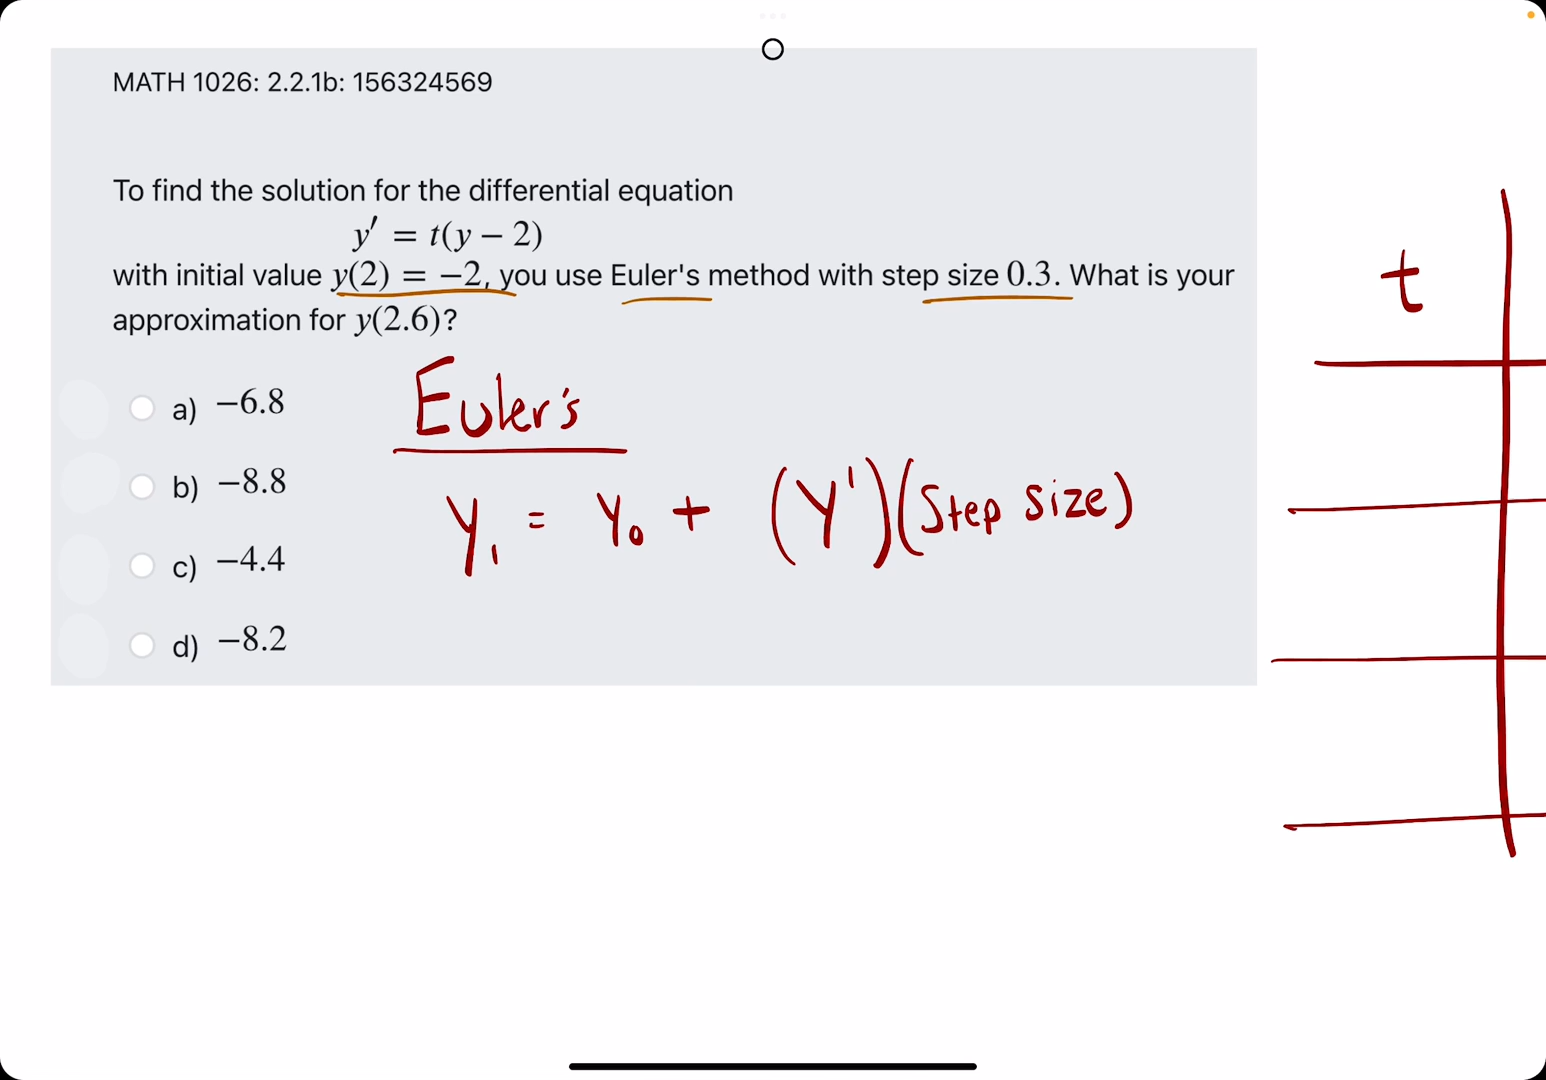 MATH 1026: 2.2.1b: 156324569
To find the solution for the differential equation
y′ = t(y − 2)
with initial value y(2) = −2, you use Euler's method with step size 0.3. What is your
approximation for y(2.6)?
a) −6.8
b) −8.8
c) −4.4
d) −8.2
Euler's
Y₁ = Y₀ + (Y')(Step size)
t